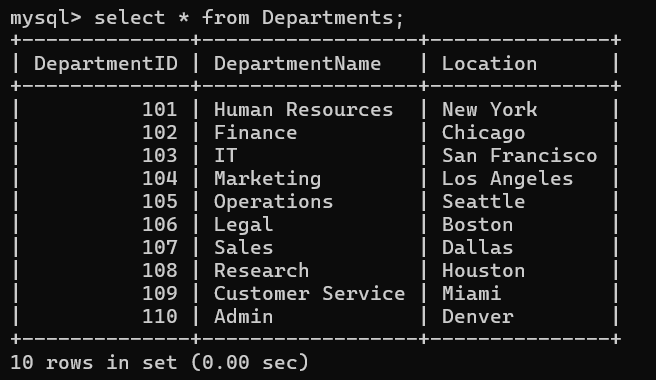 mysql> select * from Departments;
+--------------+------------------+---------------+
| DepartmentID | DepartmentName   | Location      |
+--------------+------------------+---------------+
|          101 | Human Resources  | New York      |
|          102 | Finance          | Chicago       |
|          103 | IT               | San Francisco |
|          104 | Marketing        | Los Angeles   |
|          105 | Operations       | Seattle       |
|          106 | Legal            | Boston        |
|          107 | Sales            | Dallas        |
|          108 | Research         | Houston       |
|          109 | Customer Service | Miami         |
|          110 | Admin            | Denver        |
+--------------+------------------+---------------+
10 rows in set (0.00 sec)